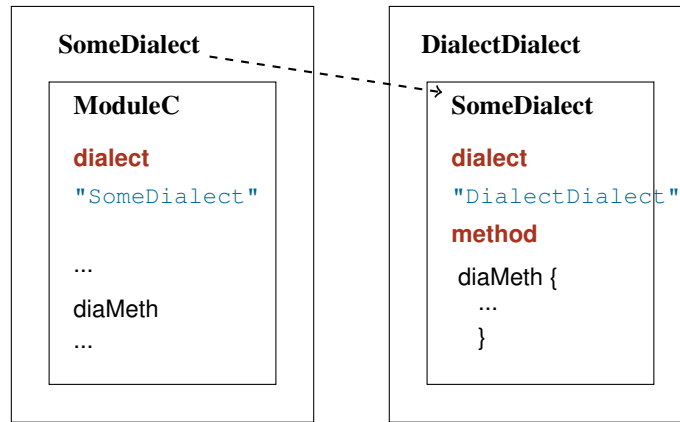 SomeDialect
ModuleC
dialect
"SomeDialect"
...
diaMeth
...
DialectDialect
SomeDialect
dialect
"DialectDialect"
method
diaMeth {
...
}